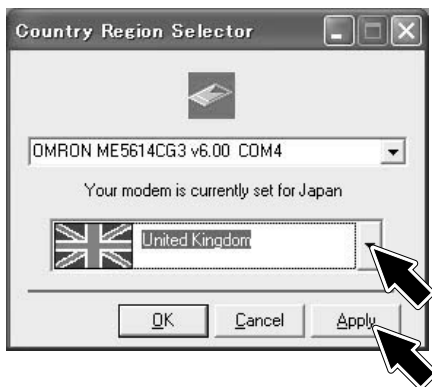 Country Region Selector
OMRON ME5614CG3 v6.00 COM4
Your modem is currently set for Japan
United Kingdom
OK Cancel Apply